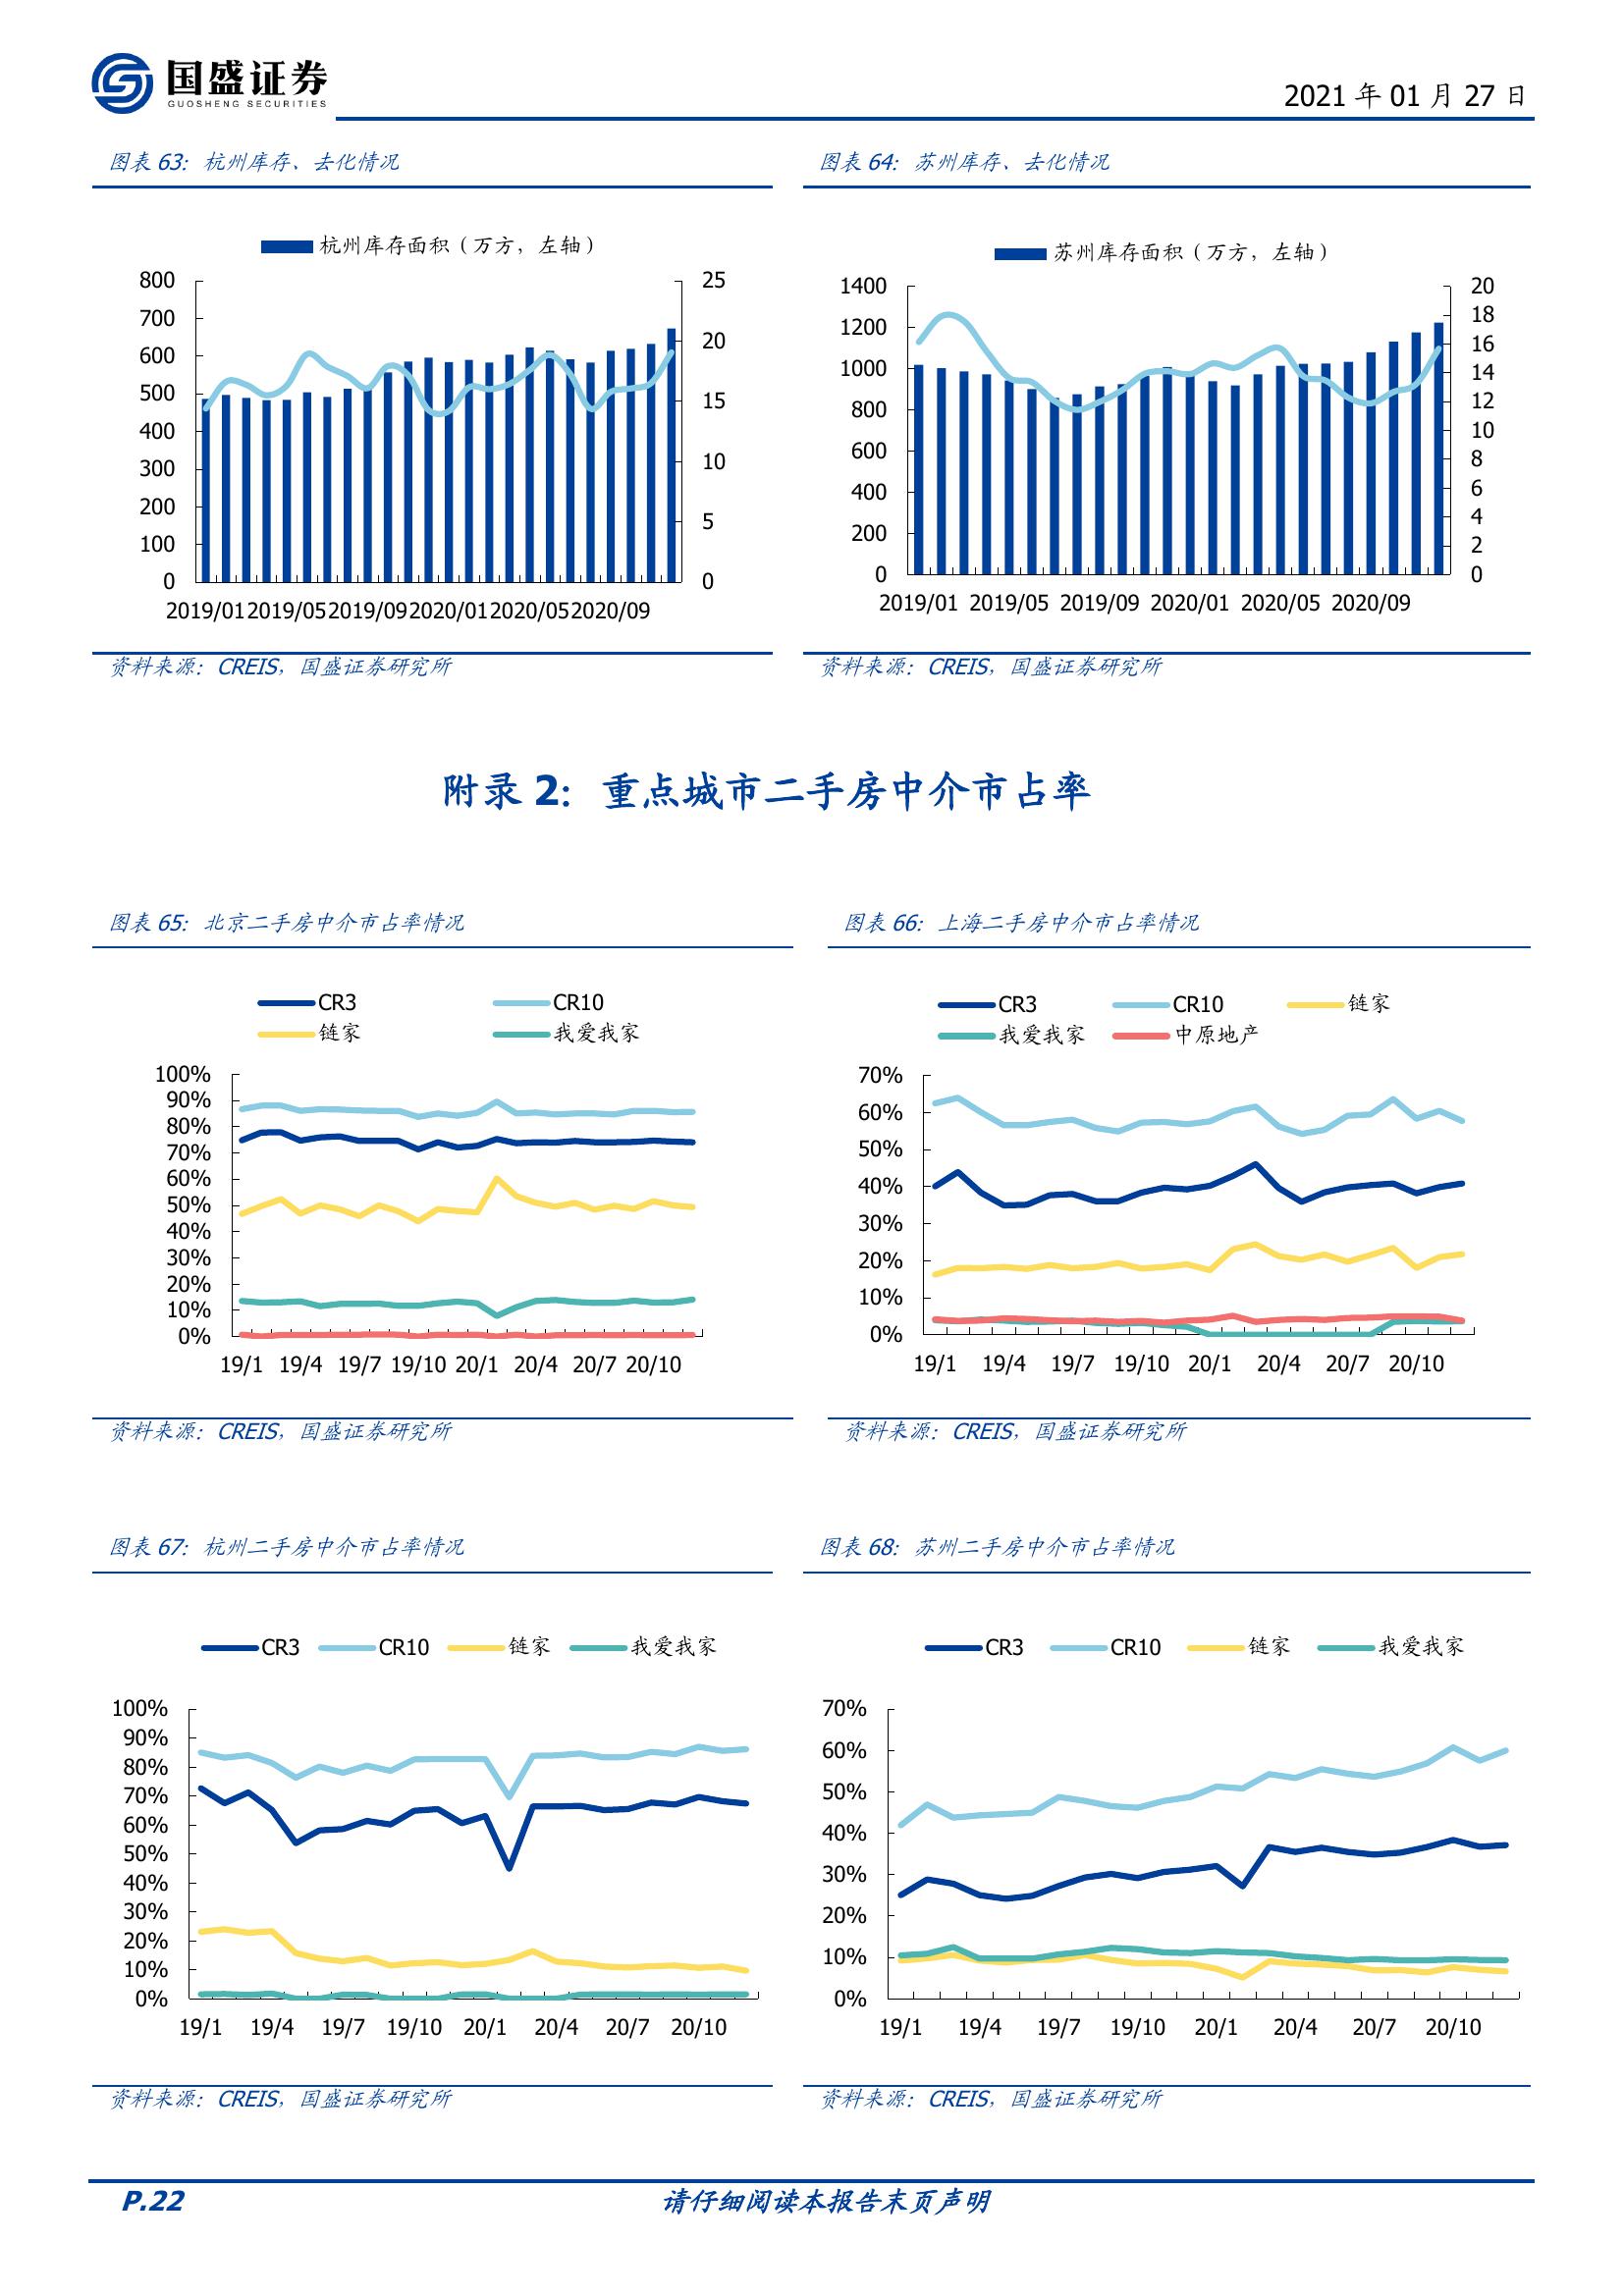 国盛证券
GUOSHENG SECURITIES
2021 年 01 月 27 日
图表 63：杭州库存、去化情况
杭州库存面积（万方，左轴）
800
700
600
500
400
300
200
100
0
25
20
15
10
5
0
2019/01 2019/05 2019/09 2020/01 2020/05 2020/09
资料来源：CREIS，国盛证券研究所
图表 64：苏州库存、去化情况
苏州库存面积（万方，左轴）
1400
1200
1000
800
600
400
200
0
20
18
16
14
12
10
8
6
4
2
0
2019/01 2019/05 2019/09 2020/01 2020/05 2020/09
资料来源：CREIS，国盛证券研究所
附录 2：重点城市二手房中介市占率
图表 65：北京二手房中介市占率情况
CR3 CR10
链家 我爱我家
100%
90%
80%
70%
60%
50%
40%
30%
20%
10%
0%
19/1 19/4 19/7 19/10 20/1 20/4 20/7 20/10
资料来源：CREIS，国盛证券研究所
图表 66：上海二手房中介市占率情况
CR3 CR10 链家
我爱我家 中原地产
70%
60%
50%
40%
30%
20%
10%
0%
19/1 19/4 19/7 19/10 20/1 20/4 20/7 20/10
资料来源：CREIS，国盛证券研究所
图表 67：杭州二手房中介市占率情况
CR3 CR10 链家 我爱我家
100%
90%
80%
70%
60%
50%
40%
30%
20%
10%
0%
19/1 19/4 19/7 19/10 20/1 20/4 20/7 20/10
资料来源：CREIS，国盛证券研究所
图表 68：苏州二手房中介市占率情况
CR3 CR10 链家 我爱我家
70%
60%
50%
40%
30%
20%
10%
0%
19/1 19/4 19/7 19/10 20/1 20/4 20/7 20/10
资料来源：CREIS，国盛证券研究所
P.22 请仔细阅读本报告末页声明